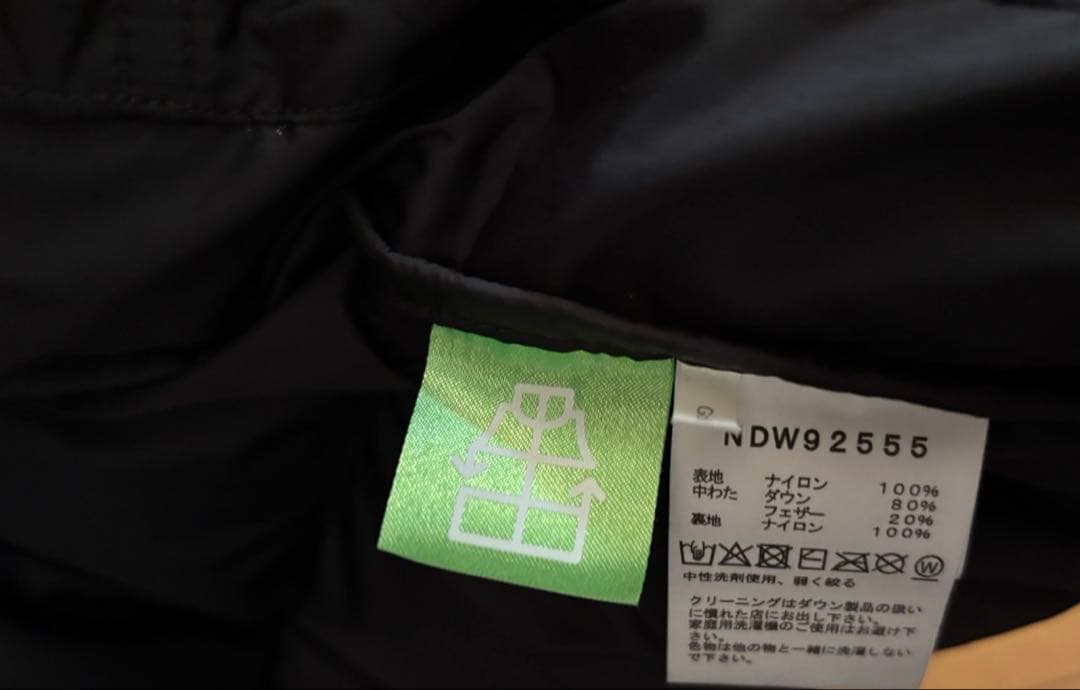 G
NDW92555
表地 ナイロン 100%
中わた ダウン 80%
フェザー 20%
裏地 ナイロン 100%
W
中性洗剤使用、弱く絞る
クリーニングはダウン製品の扱い
に慣れた店にお出し下さい。
家庭用洗濯機のご使用はお避け下
さい。
色物は他の物と一緒に洗濯しない
で下さい。